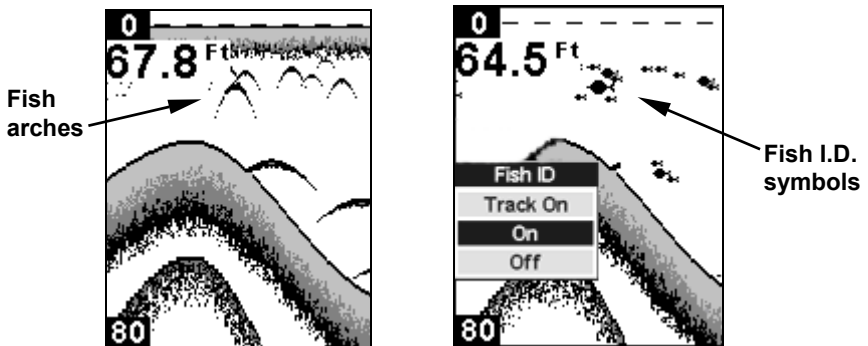 0
67.8 Ft
Fish
arches
80
0
64.5 Ft
Fish ID
Track On
On
Off
80
Fish I.D.
symbols